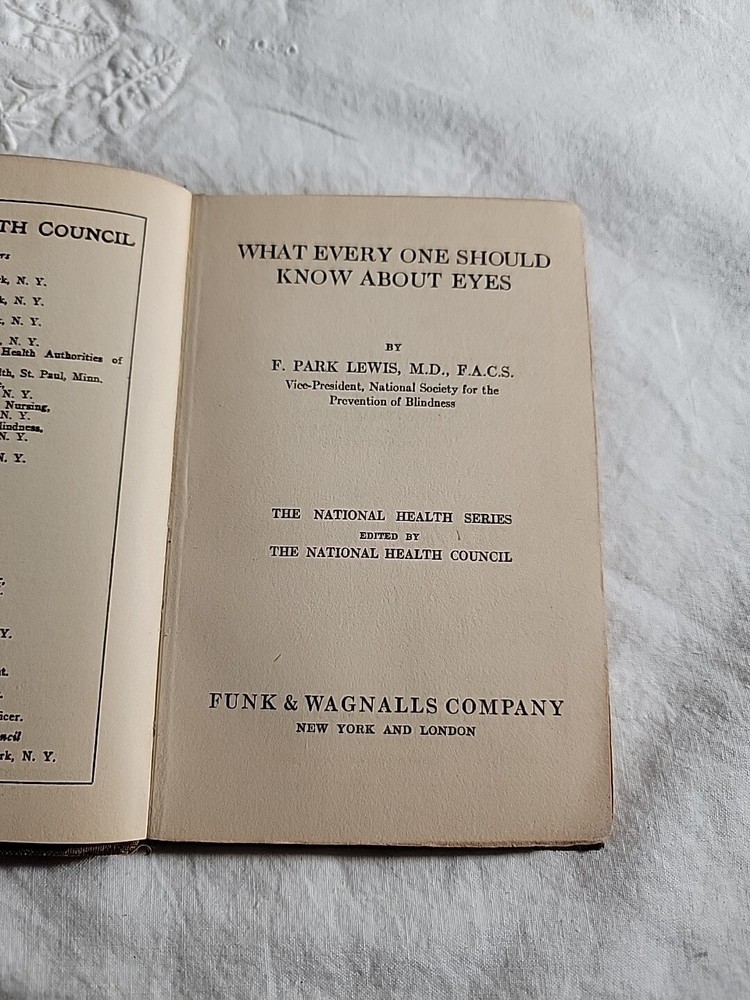 TH COUNCIL
rs
k, N. Y.
k, N. Y.
, N. Y.
, N. Y.
Health Authorities of
lth, St. Paul, Minn.
N. Y.
Nursing,
N. Y.
lindness,
N. Y.
N. Y.
Y.
t.
icer.
ncil
rk, N. Y.
WHAT EVERY ONE SHOULD
KNOW ABOUT EYES
BY
F. PARK LEWIS, M.D., F.A.C.S.
Vice-President, National Society for the
Prevention of Blindness
THE NATIONAL HEALTH SERIES
EDITED BY
THE NATIONAL HEALTH COUNCIL
FUNK & WAGNALLS COMPANY
NEW YORK AND LONDON